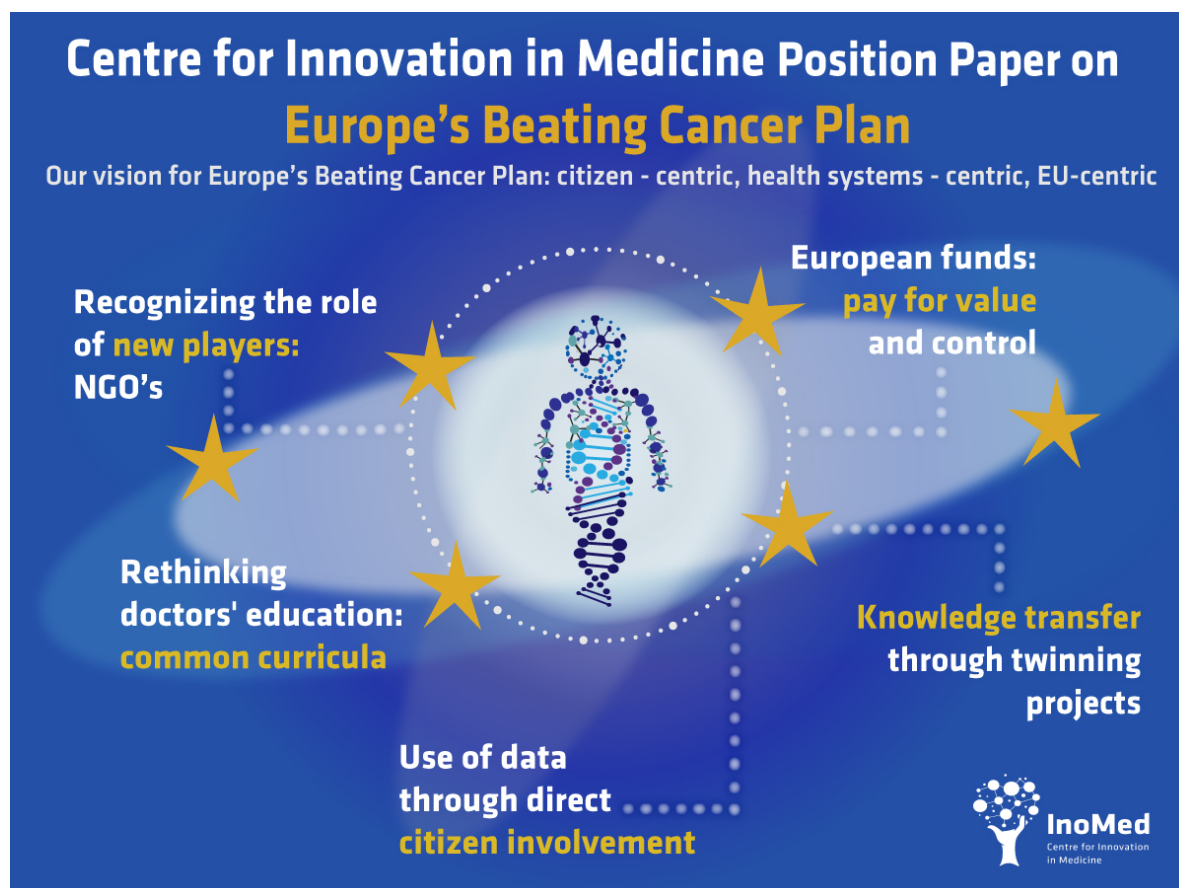 Centre for Innovation in Medicine Position Paper on
Europe's Beating Cancer Plan
Our vision for Europe's Beating Cancer Plan: citizen - centric, health systems - centric, EU-centric
Recognizing the role
of new players:
NGO's
European funds:
pay for value
and control
Rethinking
doctors' education:
common curricula
Knowledge transfer
through twinning
projects
Use of data
through direct
citizen involvement
InoMed
Centre for Innovation
in Medicine